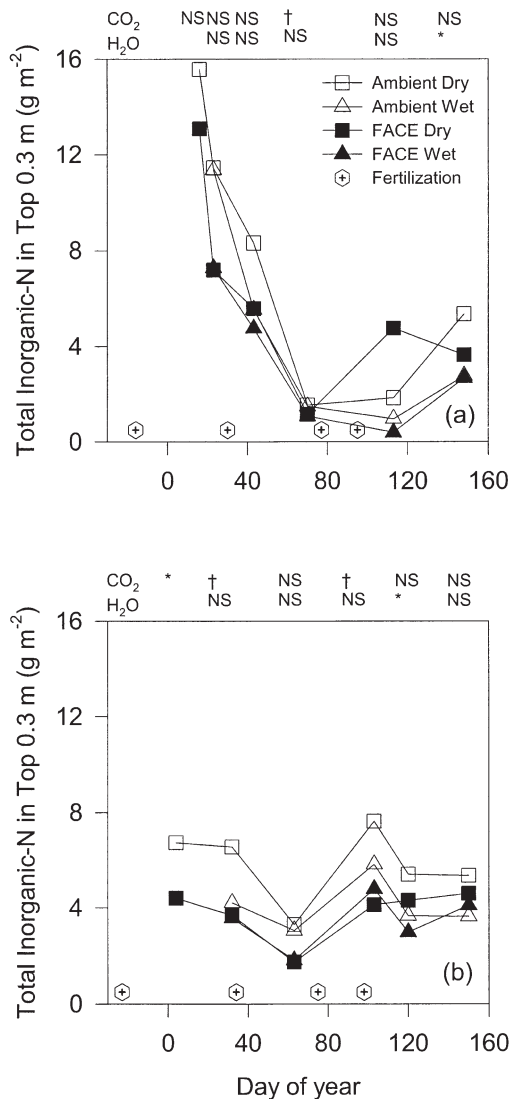 CO2 NS NS NS † NS NS
H2O NS NS NS NS *
Total Inorganic-N in Top 0.3 m (g m-2)
16
12
8
4
0
Ambient Dry
Ambient Wet
FACE Dry
FACE Wet
Fertilization
(a)
0 40 80 120 160
CO2 * † NS † NS NS
H2O NS NS NS * NS
Total Inorganic-N in Top 0.3 m (g m-2)
16
12
8
4
0
(b)
0 40 80 120 160
Day of year